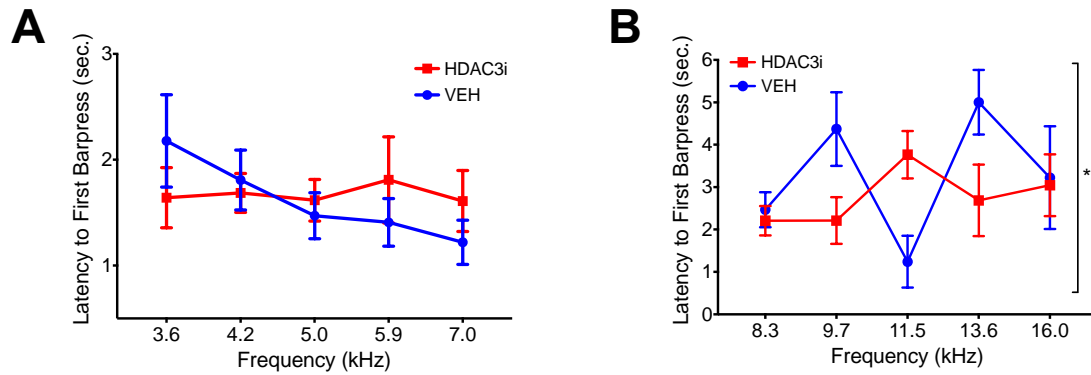 A
Latency to First Barpress (sec.)
3
2
1
HDAC3i
VEH
3.6 4.2 5.0 5.9 7.0
Frequency (kHz)
B
Latency to First Barpress (sec.)
6
5
4
3
2
1
0
HDAC3i
VEH
*
8.3 9.7 11.5 13.6 16.0
Frequency (kHz)